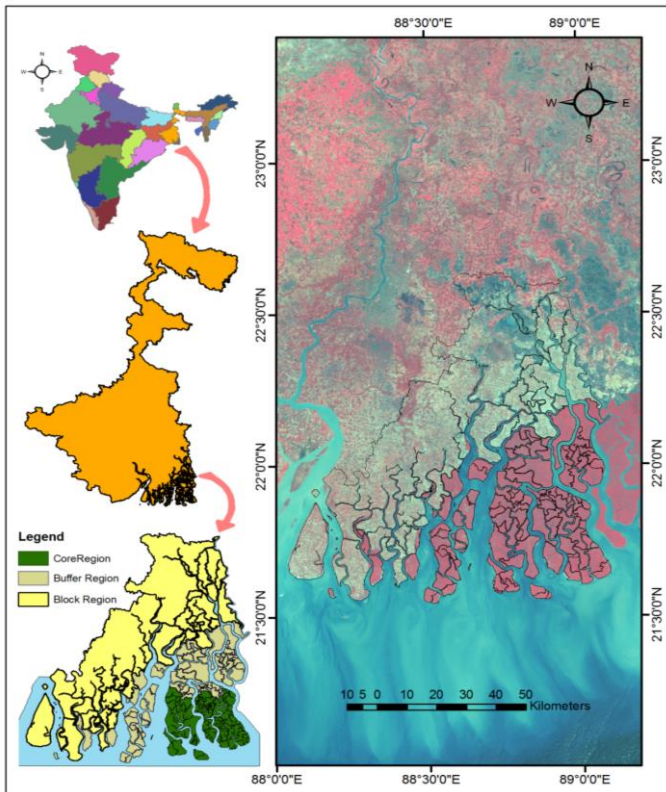 88°30'0"E 89°0'0"E
N
W E
S
N
W E
S
23°0'0"N 23°0'0"N
22°30'0"N 22°30'0"N
22°0'0"N 22°0'0"N
Legend
CoreRegion
Buffer Region
Block Region
21°30'0"N 21°30'0"N
10 5 0 10 20 30 40 50
Kilometers
88°0'0"E 88°30'0"E 89°0'0"E